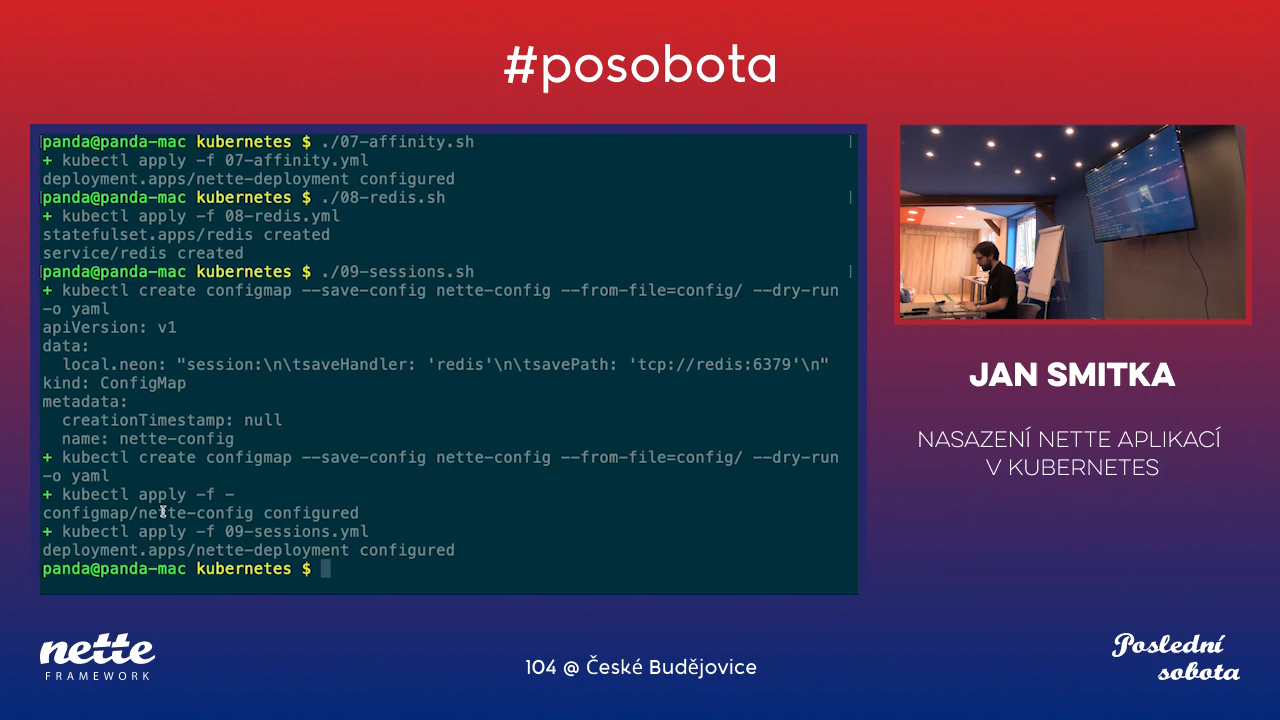 #posobota
panda@panda-mac kubernetes $ ./07-affinity.sh
+ kubectl apply -f 07-affinity.yml
deployment.apps/nette-deployment configured
panda@panda-mac kubernetes $ ./08-redis.sh
+ kubectl apply -f 08-redis.yml
statefulset.apps/redis created
service/redis created
panda@panda-mac kubernetes $ ./09-sessions.sh
+ kubectl create configmap --save-config nette-config --from-file=config/ --dry-run
-o yaml
apiVersion: v1
data:
  local.neon: "session:\n\tsaveHandler: 'redis'\n\tsavePath: 'tcp://redis:6379'\n"
kind: ConfigMap
metadata:
  creationTimestamp: null
  name: nette-config
+ kubectl create configmap --save-config nette-config --from-file=config/ --dry-run
-o yaml
+ kubectl apply -f -
configmap/nette-config configured
+ kubectl apply -f 09-sessions.yml
deployment.apps/nette-deployment configured
panda@panda-mac kubernetes $
JAN SMITKA
NASAZENÍ NETTE APLIKACÍ
V KUBERNETES
nette
FRAMEWORK
104 @ České Budějovice
Poslední
sobota